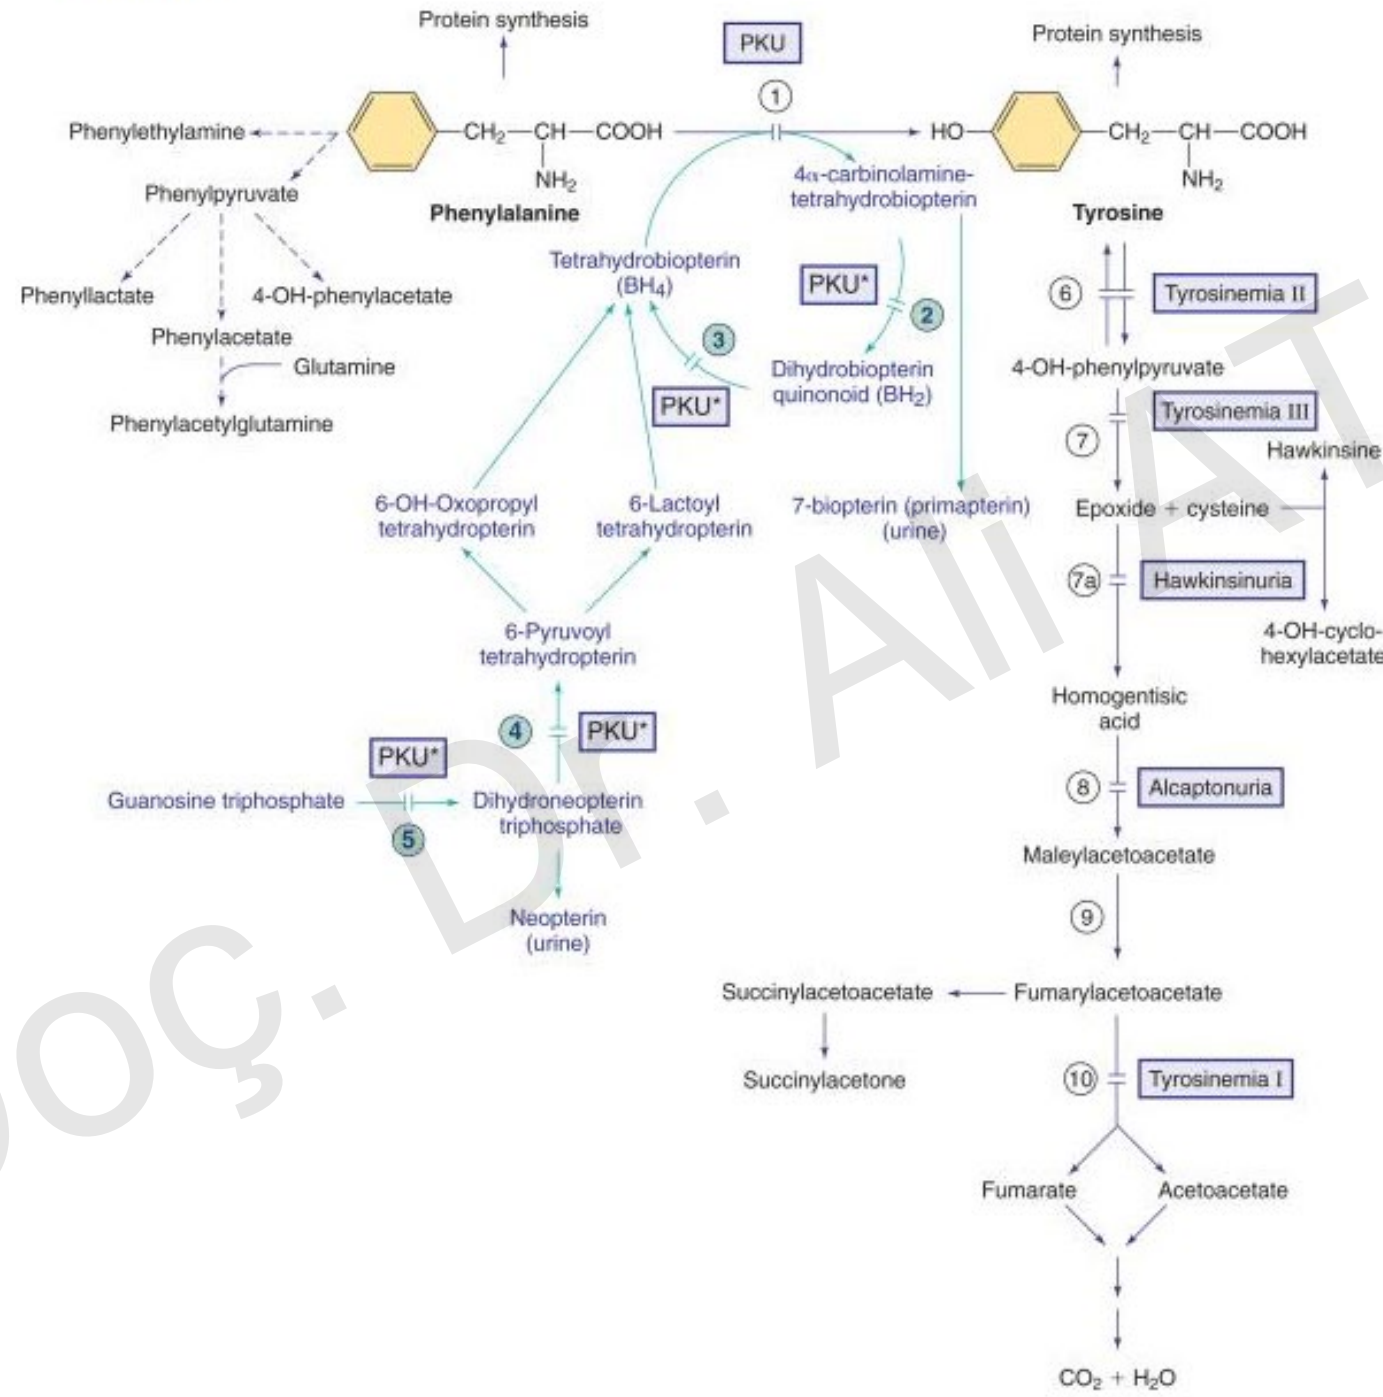 Protein synthesis
PKU
Protein synthesis
1
Phenylethylamine
CH₂—CH—COOH
NH₂
Phenylalanine
HO
CH₂—CH—COOH
NH₂
Tyrosine
Phenylpyruvate
4α-carbinolamine-
tetrahydrobiopterin
Phenyllactate
4-OH-phenylacetate
Phenylacetate
Glutamine
Phenylacetylglutamine
Tetrahydrobiopterin
(BH₄)
PKU*
2
3
PKU*
Dihydrobiopterin
quinonoid (BH₂)
6
Tyrosinemia II
4-OH-phenylpyruvate
Tyrosinemia III
7
Hawkinsine
6-OH-Oxopropyl
tetrahydropterin
6-Lactoyl
tetrahydropterin
7-biopterin (primapterin)
(urine)
Epoxide + cysteine
7a
Hawkinsinuria
6-Pyruvoyl
tetrahydropterin
4-OH-cyclo-
hexylacetate
Homogentisic
acid
4
PKU*
PKU*
Guanosine triphosphate
5
Dihydroneopterin
triphosphate
8
Alcaptonuria
Maleylacetoacetate
Neopterin
(urine)
9
Succinylacetoacetate
Fumarylacetoacetate
Succinylacetone
10
Tyrosinemia I
Fumarate
Acetoacetate
CO₂ + H₂O
Doç. Dr. Ali AT